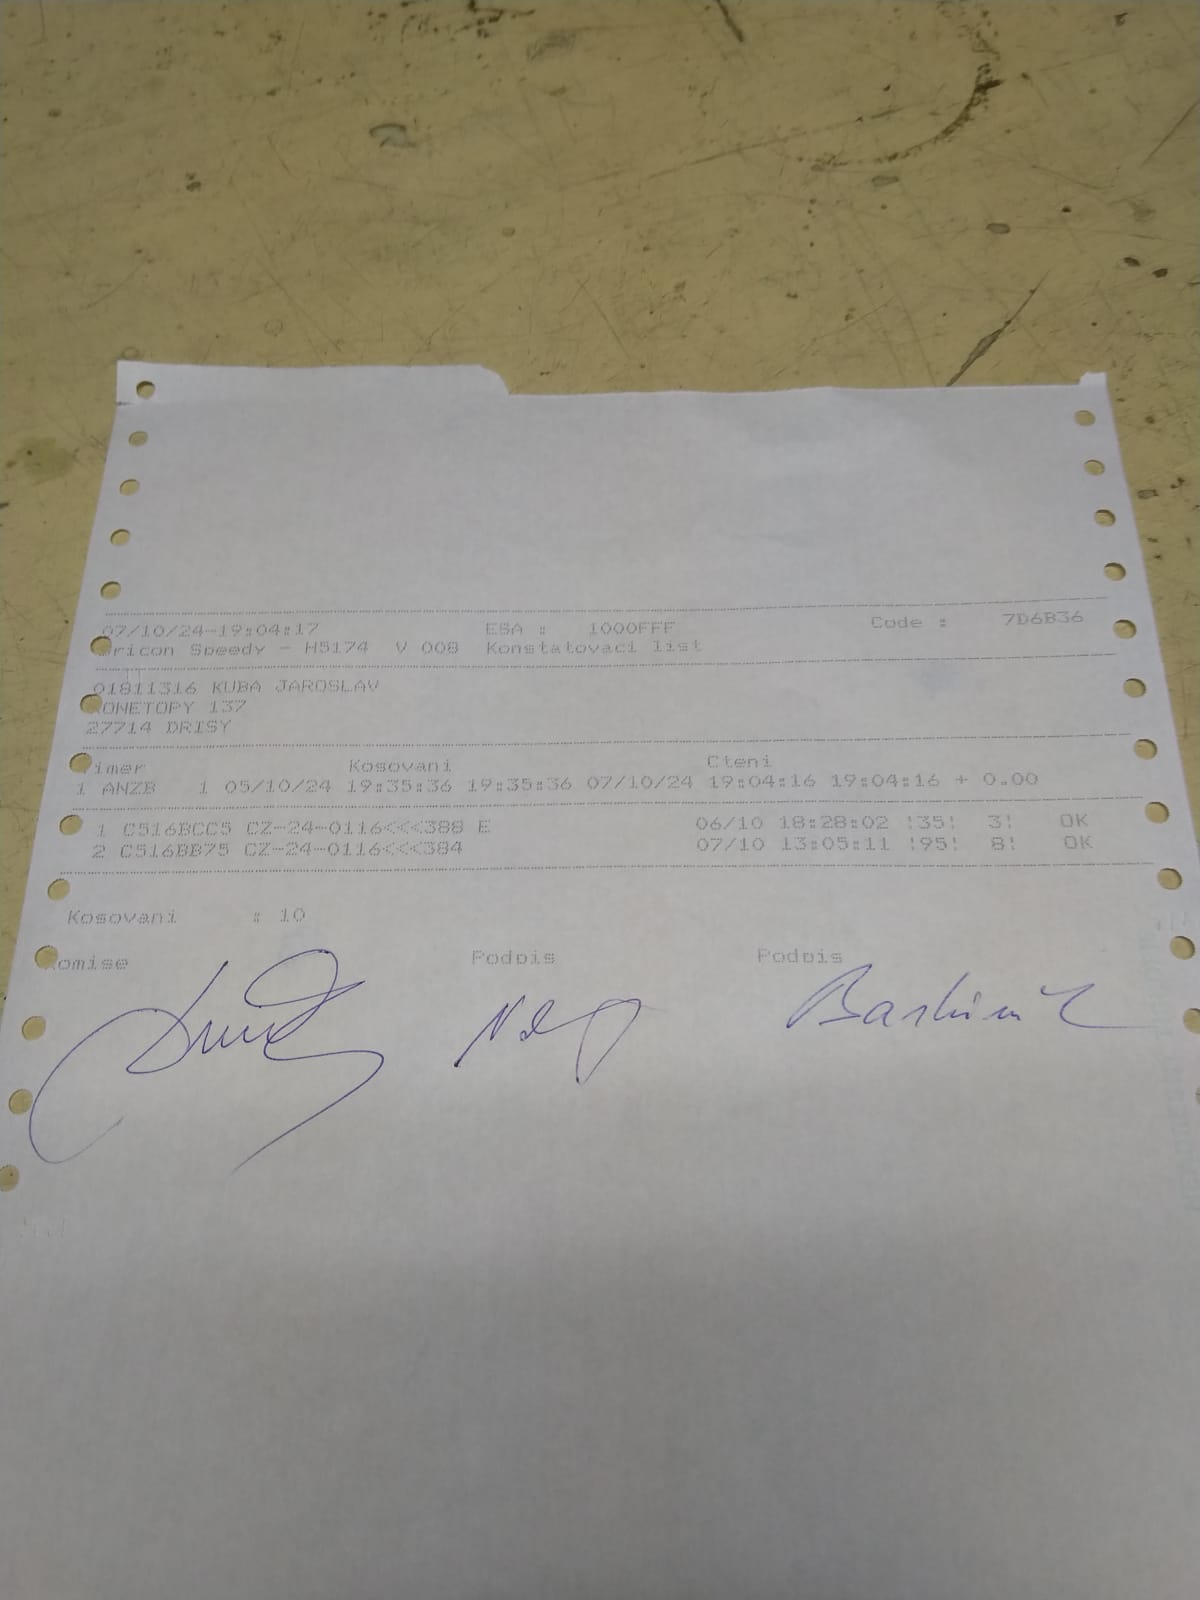 07/10/24-19:04:17 ESA : 1000FFF Code : 7D6B36
ricon Speedy - H5174 V 008 Konstatovaci list
01811316 KUBA JAROSLAV
KONETOPY 137
27714 DRISY
imer Kosovani Cteni
1 ANZB 1 05/10/24 19:35:36 19:35:36 07/10/24 19:04:16 19:04:16 + 0.00
1 C516BCC5 CZ-24-0116<<<388 E 06/10 18:28:02 !35! 3! OK
2 C516BB75 CZ-24-0116<<<384 07/10 13:05:11 !95! 8! OK
Kosovani : 10
Komise Podpis Podpis